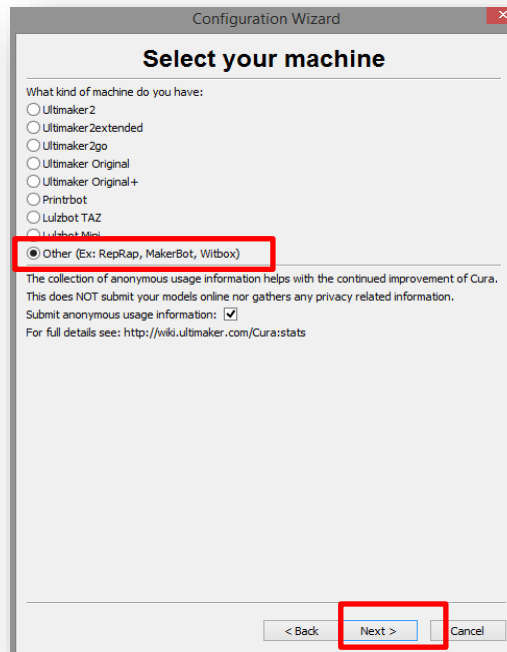 Configuration Wizard
Select your machine
What kind of machine do you have:
Ultimaker2
Ultimaker2extended
Ultimaker2go
Ultimaker Original
Ultimaker Original+
Printrbot
Lulzbot TAZ
Lulzbot Mini
Other (Ex: RepRap, MakerBot, Witbox)
The collection of anonymous usage information helps with the continued improvement of Cura.
This does NOT submit your models online nor gathers any privacy related information.
Submit anonymous usage information:
For full details see: http://wiki.ultimaker.com/Cura:stats
< Back Next > Cancel